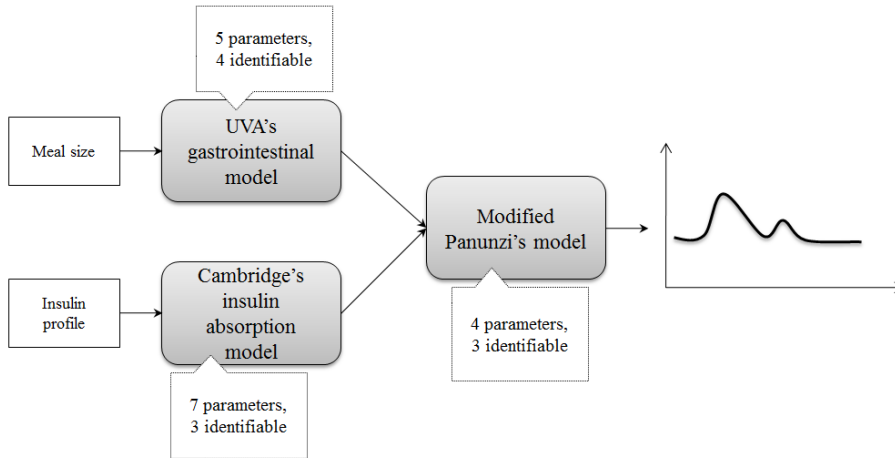 5 parameters,
4 identifiable
Meal size
UVA's
gastrointestinal
model
Modified
Panunzi's model
Insulin
profile
Cambridge's
insulin
absorption
model
4 parameters,
3 identifiable
7 parameters,
3 identifiable